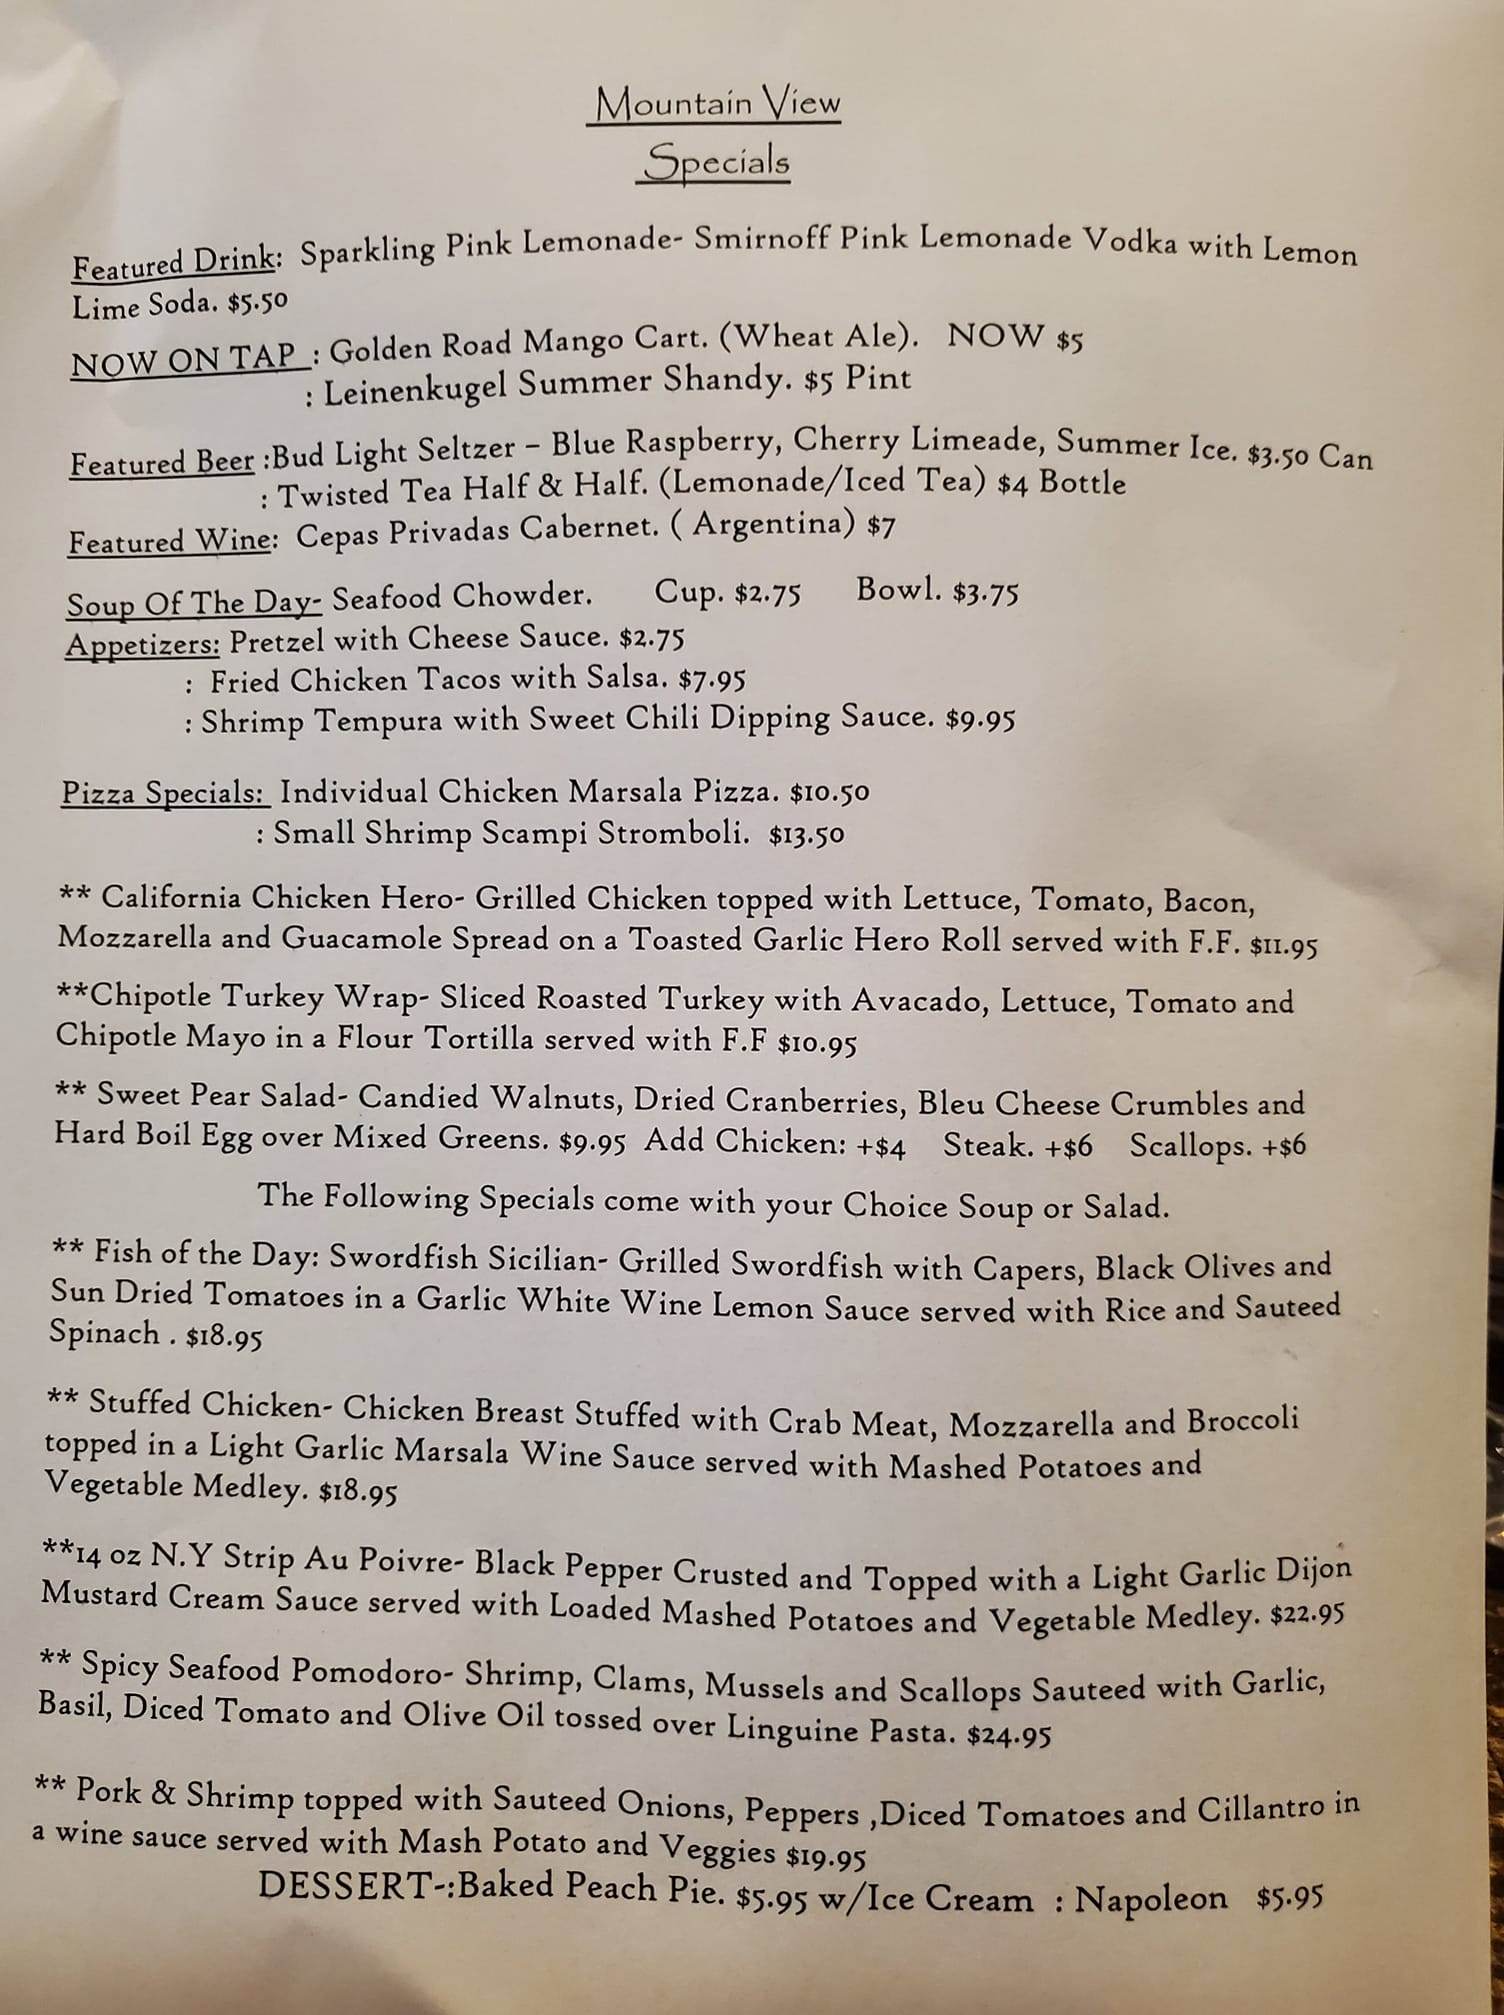 Mountain View
Specials
Featured Drink: Sparkling Pink Lemonade- Smirnoff Pink Lemonade Vodka with Lemon
Lime Soda. $5.50
NOW ON TAP : Golden Road Mango Cart. (Wheat Ale). NOW $5
: Leinenkugel Summer Shandy. $5 Pint
Featured Beer :Bud Light Seltzer – Blue Raspberry, Cherry Limeade, Summer Ice. $3.50 Can
: Twisted Tea Half & Half. (Lemonade/Iced Tea) $4 Bottle
Featured Wine: Cepas Privadas Cabernet. ( Argentina) $7
Soup Of The Day- Seafood Chowder. Cup. $2.75 Bowl. $3.75
Appetizers: Pretzel with Cheese Sauce. $2.75
: Fried Chicken Tacos with Salsa. $7.95
: Shrimp Tempura with Sweet Chili Dipping Sauce. $9.95
Pizza Specials: Individual Chicken Marsala Pizza. $10.50
: Small Shrimp Scampi Stromboli. $13.50
** California Chicken Hero- Grilled Chicken topped with Lettuce, Tomato, Bacon,
Mozzarella and Guacamole Spread on a Toasted Garlic Hero Roll served with F.F. $11.95
**Chipotle Turkey Wrap- Sliced Roasted Turkey with Avacado, Lettuce, Tomato and
Chipotle Mayo in a Flour Tortilla served with F.F $10.95
** Sweet Pear Salad- Candied Walnuts, Dried Cranberries, Bleu Cheese Crumbles and
Hard Boil Egg over Mixed Greens. $9.95 Add Chicken: +$4 Steak. +$6 Scallops. +$6
The Following Specials come with your Choice Soup or Salad.
** Fish of the Day: Swordfish Sicilian- Grilled Swordfish with Capers, Black Olives and
Sun Dried Tomatoes in a Garlic White Wine Lemon Sauce served with Rice and Sauteed
Spinach . $18.95
** Stuffed Chicken- Chicken Breast Stuffed with Crab Meat, Mozzarella and Broccoli
topped in a Light Garlic Marsala Wine Sauce served with Mashed Potatoes and
Vegetable Medley. $18.95
**14 oz N.Y Strip Au Poivre- Black Pepper Crusted and Topped with a Light Garlic Dijon
Mustard Cream Sauce served with Loaded Mashed Potatoes and Vegetable Medley. $22.95
** Spicy Seafood Pomodoro- Shrimp, Clams, Mussels and Scallops Sauteed with Garlic,
Basil, Diced Tomato and Olive Oil tossed over Linguine Pasta. $24.95
** Pork & Shrimp topped with Sauteed Onions, Peppers ,Diced Tomatoes and Cillantro in
a wine sauce served with Mash Potato and Veggies $19.95
DESSERT-:Baked Peach Pie. $5.95 w/Ice Cream : Napoleon $5.95